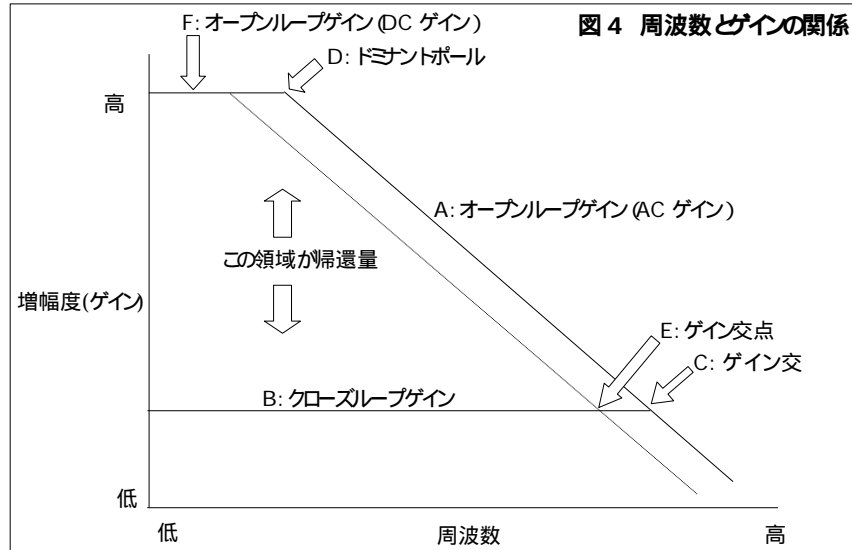 F: オープンループゲイン(DC ゲイン)
図4 周波数とゲインの関係
D: ドミナントポール
高
A: オープンループゲイン(AC ゲイン)
この領域が帰還量
増幅度(ゲイン)
E: ゲイン交点
C: ゲイン交
B: クローズループゲイン
低
低
周波数
高